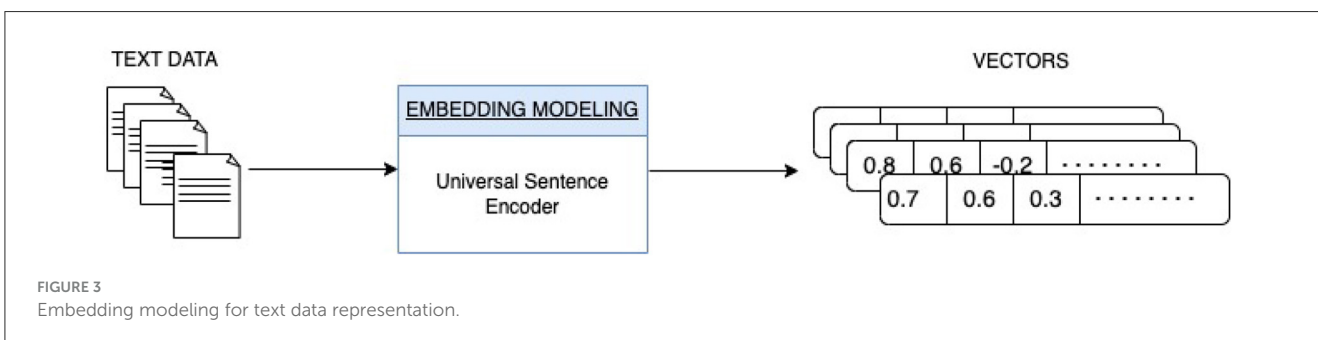 TEXT DATA
VECTORS
EMBEDDING MODELING
Universal Sentence
Encoder
0.8 0.6 -0.2 ........
0.7 0.6 0.3 ........
FIGURE 3
Embedding modeling for text data representation.